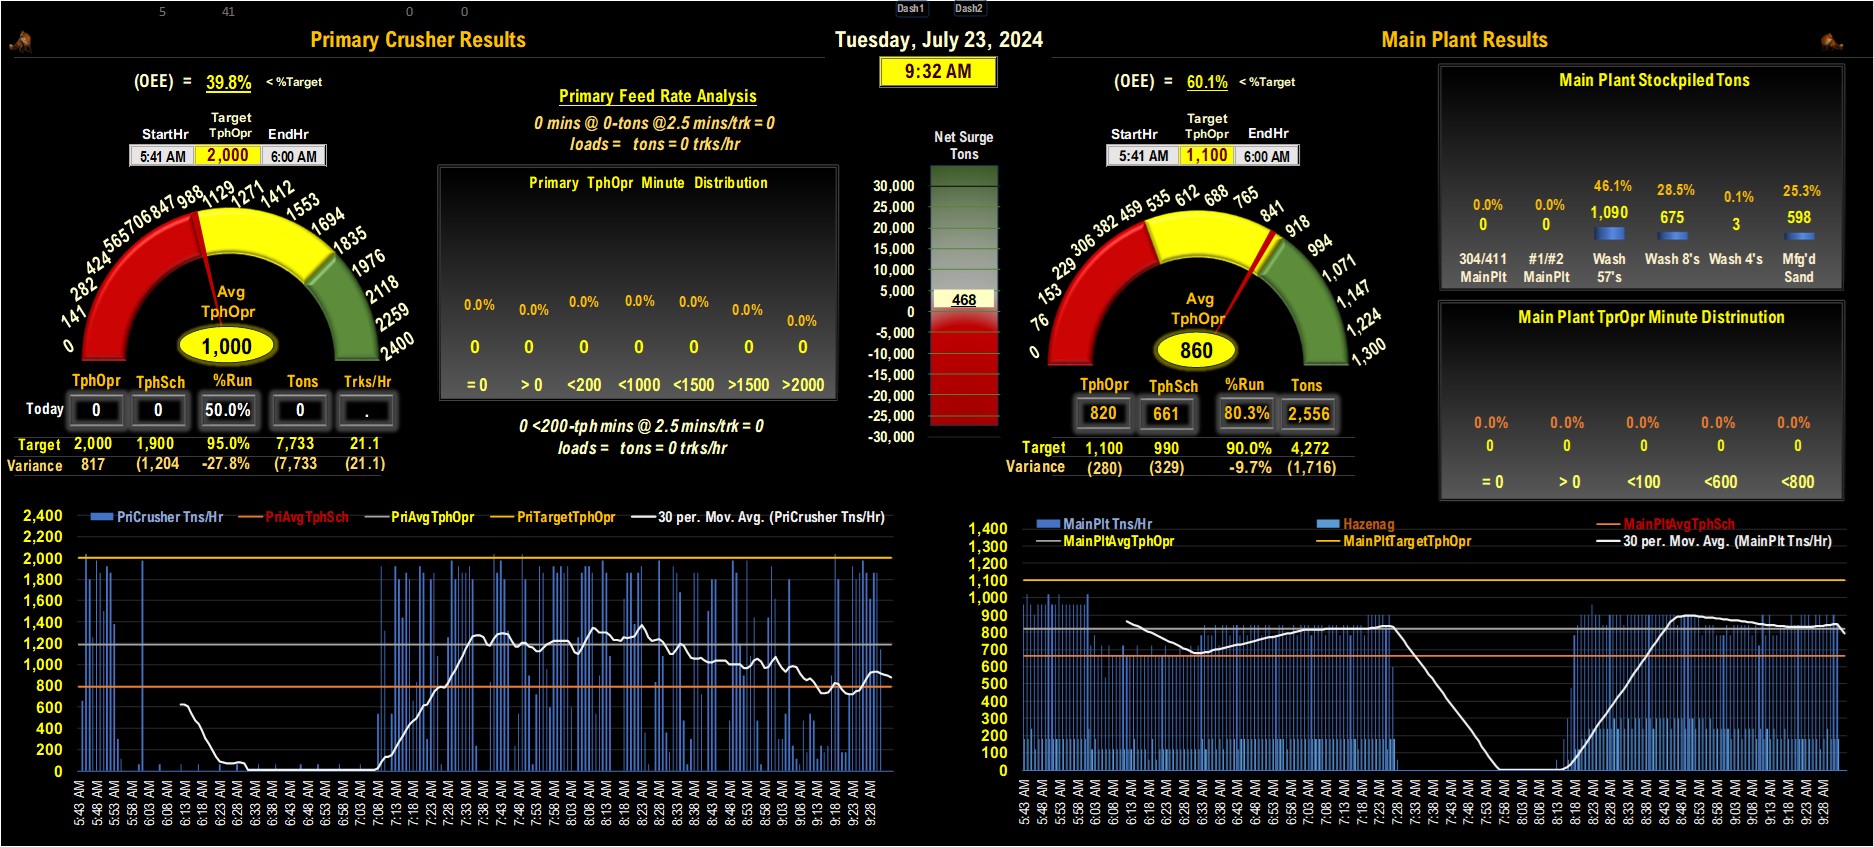 5 41 0 0 Dash1 Dash2
Primary Crusher Results
Tuesday, July 23, 2024
Main Plant Results
9:32 AM
(OEE) = 39.8% < %Target
Target
StartHr TphOpr EndHr
5:41 AM 2,000 6:00 AM
0 141 282 424 565 706 847 988 1129 1271 1412 1553 1694 1835 1976 2118 2259 2400
Avg
TphOpr
1,000
TphOpr TphSch %Run Tons Trks/Hr
Today 0 0 50.0% 0 .
Target 2,000 1,900 95.0% 7,733 21.1
Variance 817 (1,204 -27.8% (7,733 (21.1)
Primary Feed Rate Analysis
0 mins @ 0-tons @2.5 mins/trk = 0
loads = tons = 0 trks/hr
Primary TphOpr Minute Distribution
0.0% 0.0% 0.0% 0.0% 0.0% 0.0% 0.0%
0 0 0 0 0 0 0
= 0 > 0 <200 <1000 <1500 >1500 >2000
0 <200-tph mins @ 2.5 mins/trk = 0
loads = tons = 0 trks/hr
Net Surge
Tons
30,000
25,000
20,000
15,000
10,000
5,000
468
0
-5,000
-10,000
-15,000
-20,000
-25,000
-30,000
(OEE) = 60.1% < %Target
Target
StartHr TphOpr EndHr
5:41 AM 1,100 6:00 AM
0 76 153 229 306 382 459 535 612 688 765 841 918 994 1,071 1,147 1,224 1,300
Avg
TphOpr
860
TphOpr TphSch %Run Tons
820 661 80.3% 2,556
Target 1,100 990 90.0% 4,272
Variance (280) (329) -9.7% (1,716)
Main Plant Stockpiled Tons
0.0% 0.0% 46.1% 28.5% 0.1% 25.3%
0 0 1,090 675 3 598
304/411 #1/#2 Wash Wash 8's Wash 4's Mfg'd
MainPlt MainPlt 57's Sand
Main Plant TprOpr Minute Distrinution
0.0% 0.0% 0.0% 0.0% 0.0%
0 0 0 0 0
= 0 > 0 <100 <600 <800
PriCrusher Tns/Hr PriAvgTphSch PriAvgTphOpr PriTargetTphOpr 30 per. Mov. Avg. (PriCrusher Tns/Hr)
2,400
2,200
2,000
1,800
1,600
1,400
1,200
1,000
800
600
400
200
0
5:43 AM 5:48 AM 5:53 AM 5:58 AM 6:03 AM 6:08 AM 6:13 AM 6:18 AM 6:23 AM 6:28 AM 6:33 AM 6:38 AM 6:43 AM 6:48 AM 6:53 AM 6:58 AM 7:03 AM 7:08 AM 7:13 AM 7:18 AM 7:23 AM 7:28 AM 7:33 AM 7:38 AM 7:43 AM 7:48 AM 7:53 AM 7:58 AM 8:03 AM 8:08 AM 8:13 AM 8:18 AM 8:23 AM 8:28 AM 8:33 AM 8:38 AM 8:43 AM 8:48 AM 8:53 AM 8:58 AM 9:03 AM 9:08 AM 9:13 AM 9:18 AM 9:23 AM 9:28 AM
MainPlt Tns/Hr Hazenag MainPltAvgTphSch
MainPltAvgTphOpr MainPltTargetTphOpr 30 per. Mov. Avg. (MainPlt Tns/Hr)
1,400
1,300
1,200
1,100
1,000
900
800
700
600
500
400
300
200
100
0
5:43 AM 5:48 AM 5:53 AM 5:58 AM 6:03 AM 6:08 AM 6:13 AM 6:18 AM 6:23 AM 6:28 AM 6:33 AM 6:38 AM 6:43 AM 6:48 AM 6:53 AM 6:58 AM 7:03 AM 7:08 AM 7:13 AM 7:18 AM 7:23 AM 7:28 AM 7:33 AM 7:38 AM 7:43 AM 7:48 AM 7:53 AM 7:58 AM 8:03 AM 8:08 AM 8:13 AM 8:18 AM 8:23 AM 8:28 AM 8:33 AM 8:38 AM 8:43 AM 8:48 AM 8:53 AM 8:58 AM 9:03 AM 9:08 AM 9:13 AM 9:18 AM 9:23 AM 9:28 AM